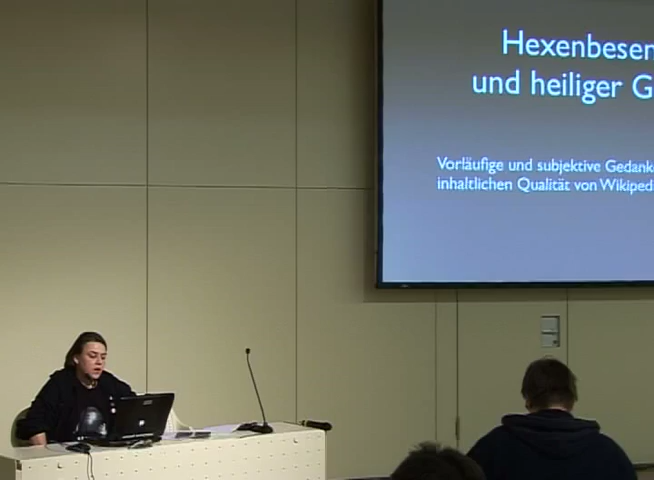 Hexenbesen
und heiliger G
Vorläufige und subjektive Gedank
inhaltlichen Qualität von Wikiped